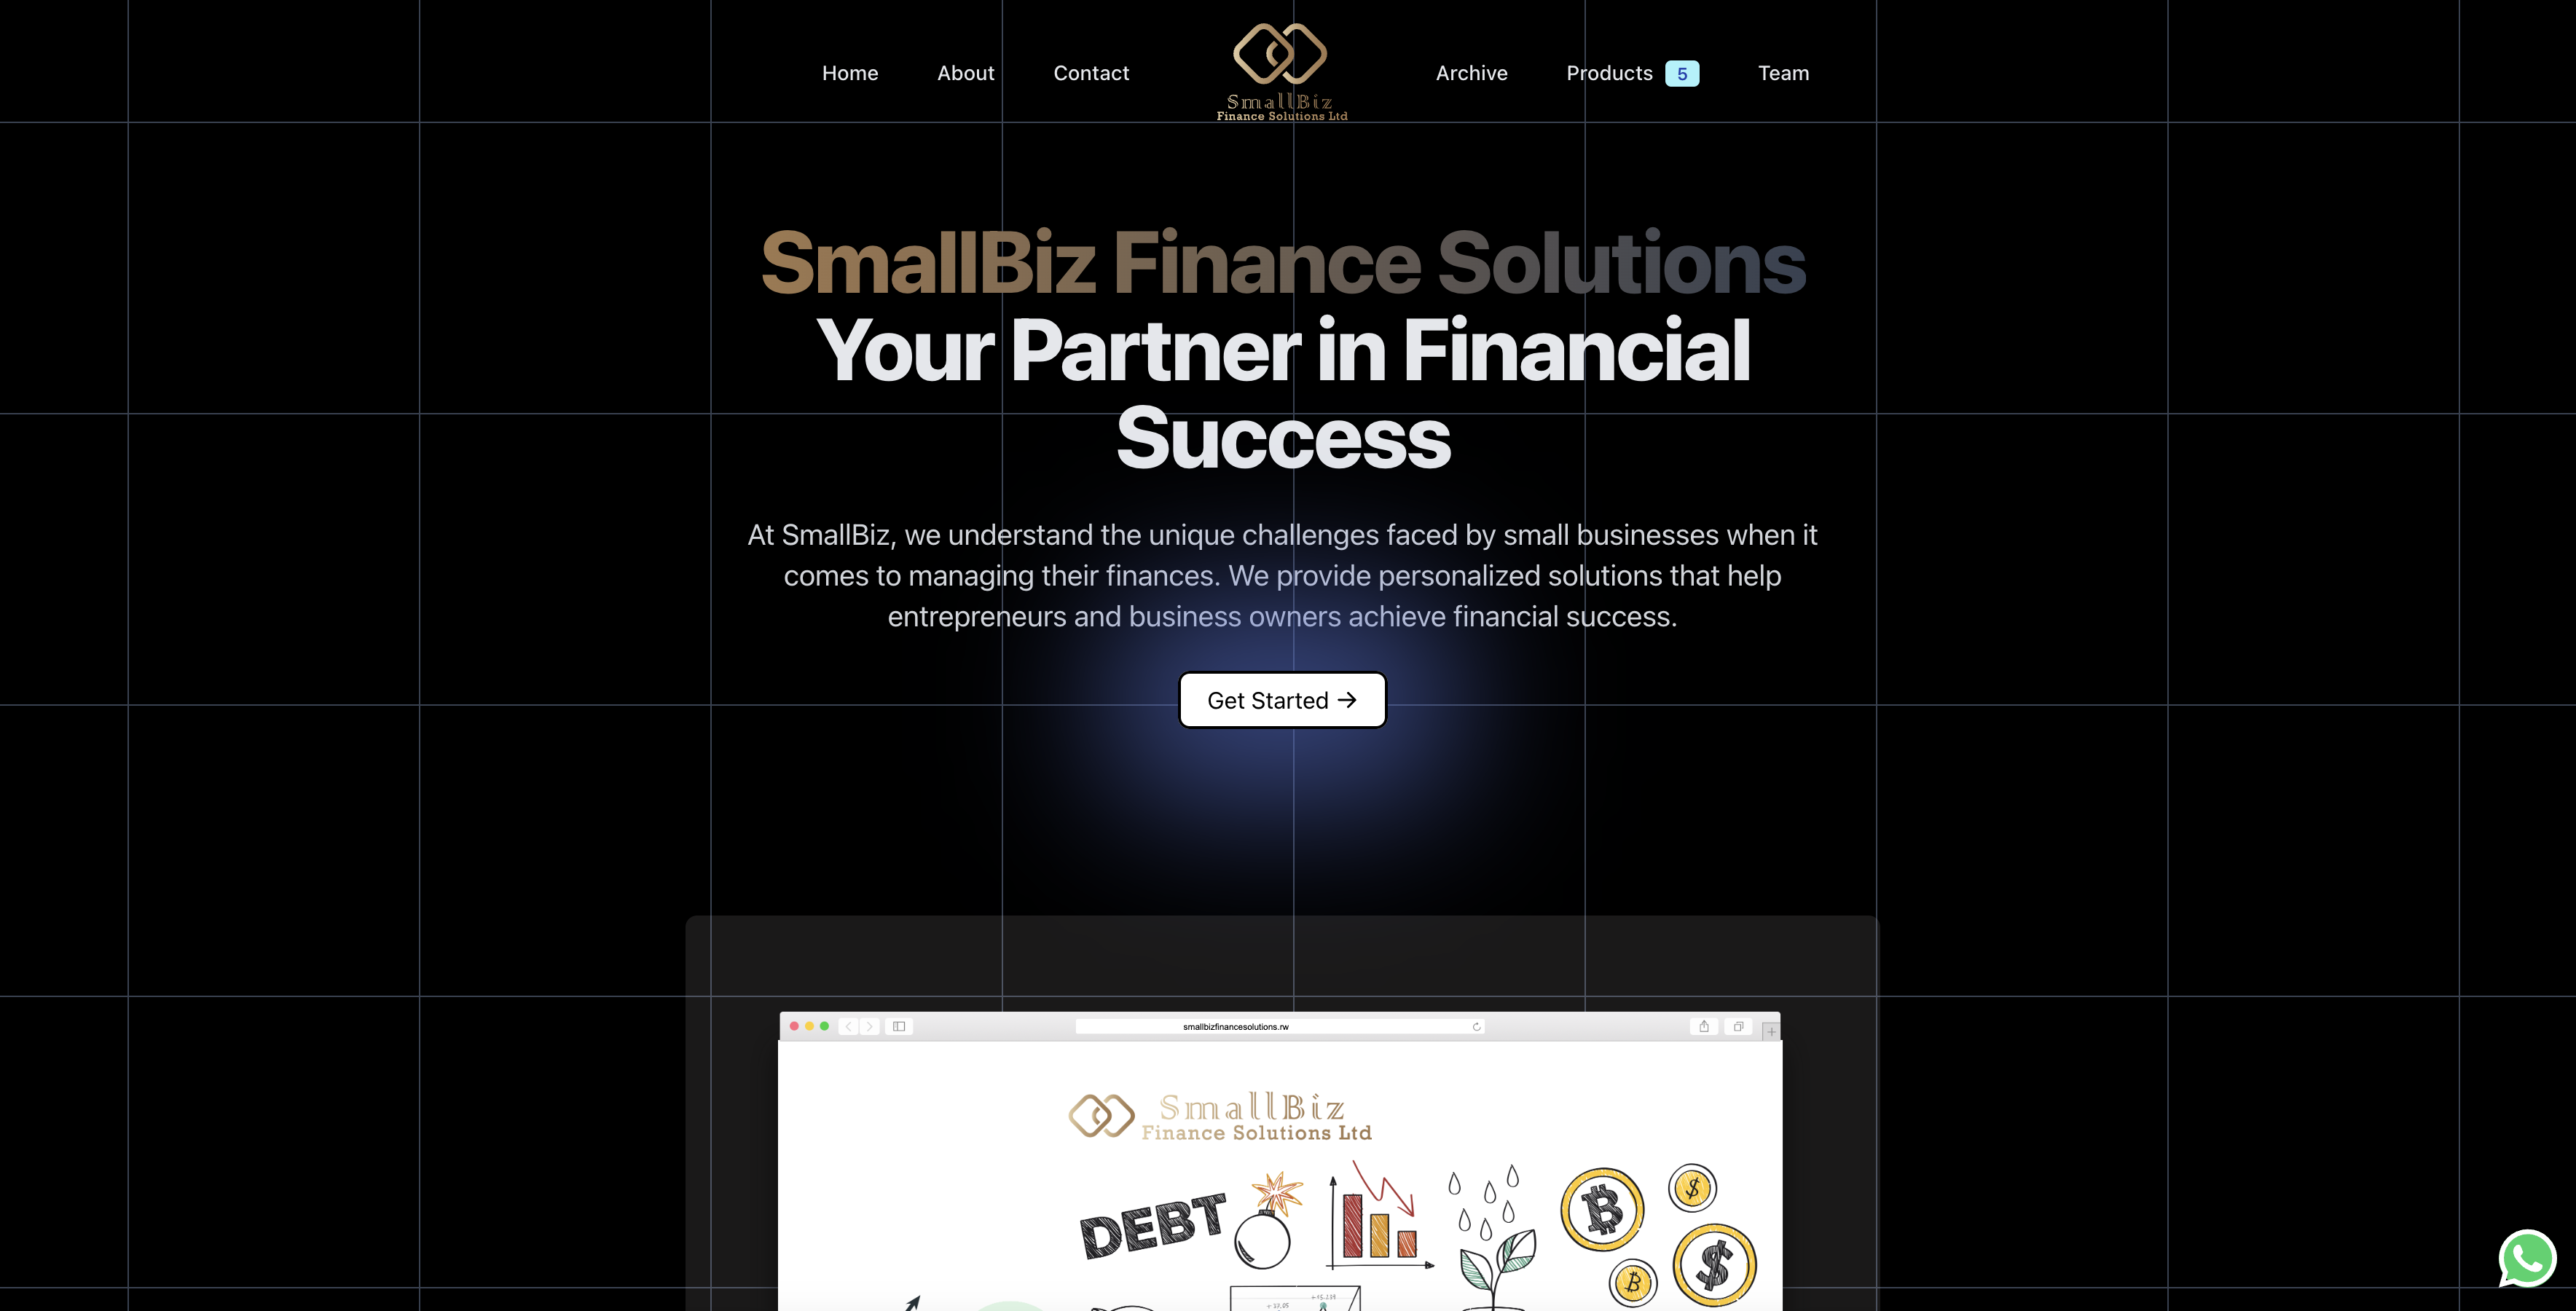 Home About Contact
SmallBiz
Finance Solutions Ltd
Archive Products 5 Team
SmallBiz Finance Solutions
Your Partner in Financial
Success
At SmallBiz, we understand the unique challenges faced by small businesses when it
comes to managing their finances. We provide personalized solutions that help
entrepreneurs and business owners achieve financial success.
Get Started →
smallbizfinancesolutions.rw
SmallBiz
Finance Solutions Ltd
DEBT